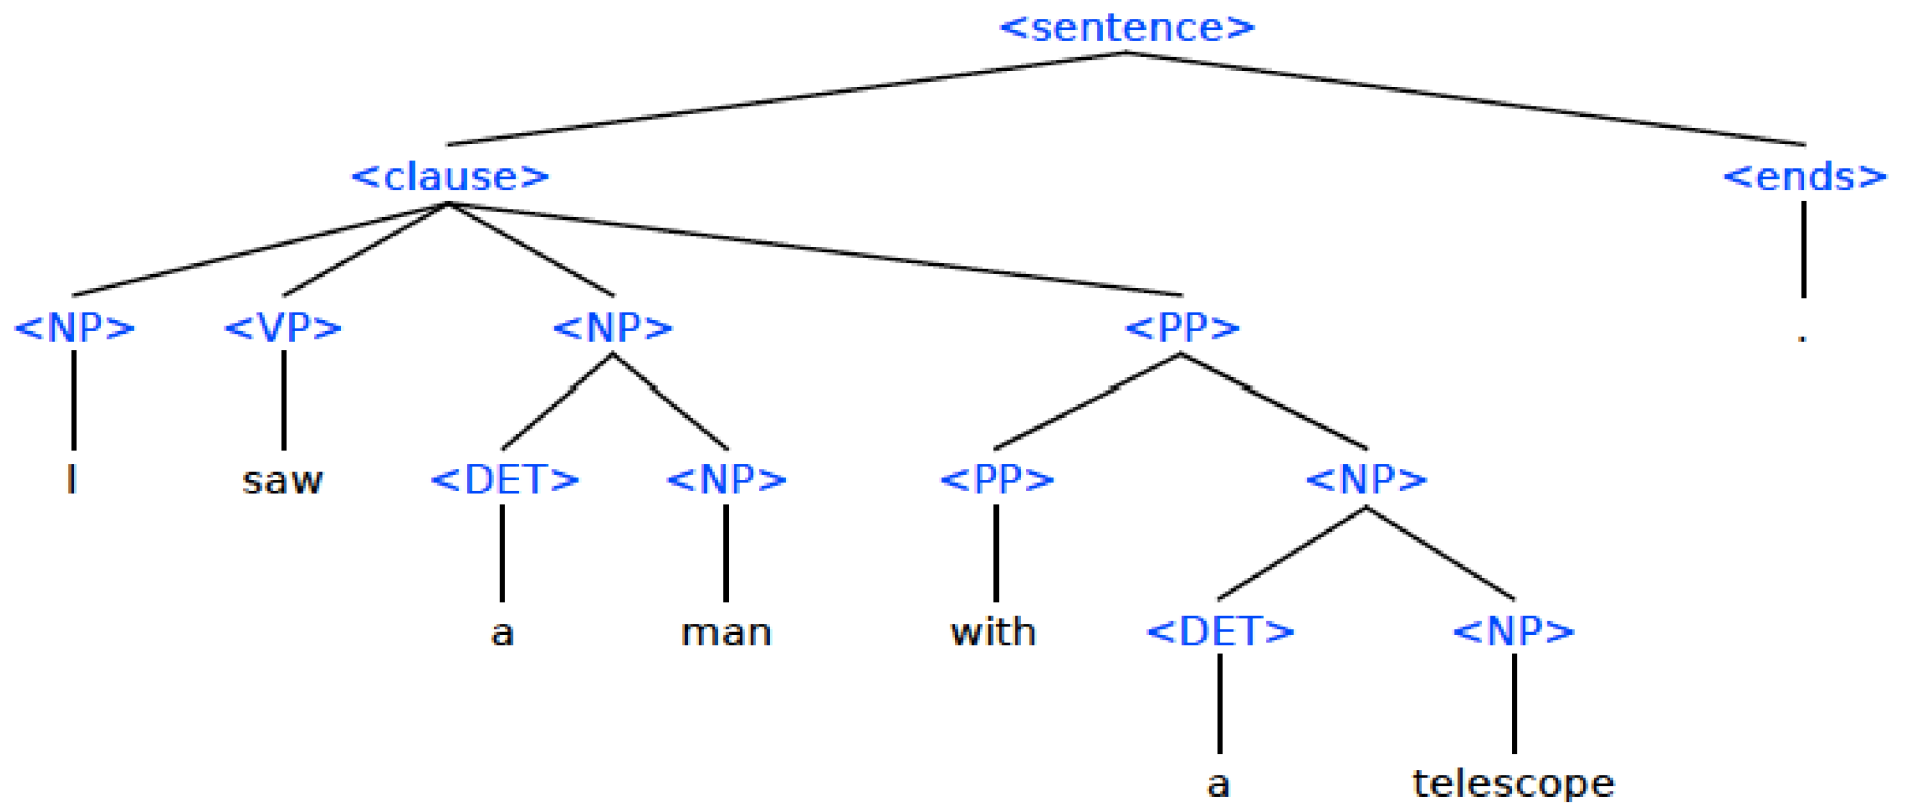 <sentence>
<clause> <ends>
<NP> <VP> <NP> <PP> .
I saw <DET> <NP> <PP> <NP>
a man with <DET> <NP>
a telescope